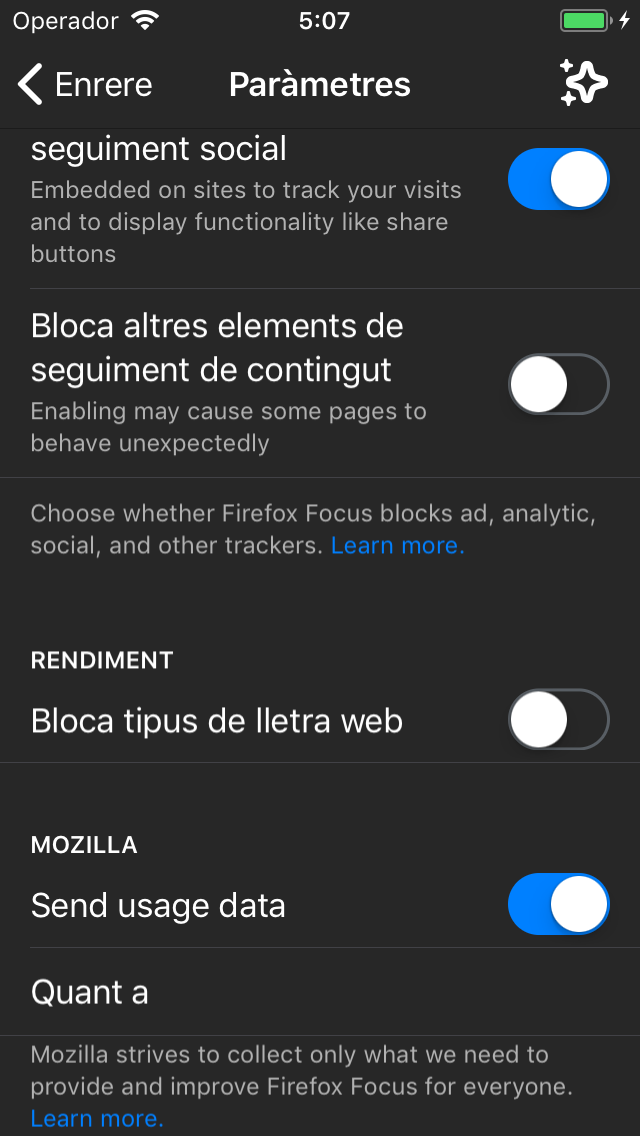 Operador
5:07
Enrere
Paràmetres
seguiment social
Embedded on sites to track your visits
and to display functionality like share
buttons
Bloca altres elements de
seguiment de contingut
Enabling may cause some pages to
behave unexpectedly
Choose whether Firefox Focus blocks ad, analytic,
social, and other trackers. Learn more.
RENDIMENT
Bloca tipus de lletra web
MOZILLA
Send usage data
Quant a
Mozilla strives to collect only what we need to
provide and improve Firefox Focus for everyone.
Learn more.